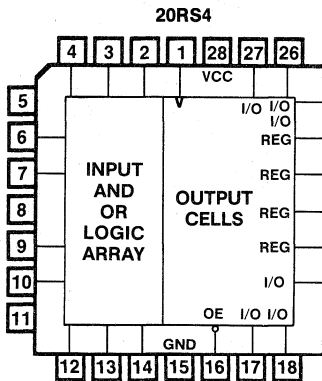 20RS4
4 3 2 1 28 27 26
VCC
5
I/O I/O
I/O
6
REG
7
REG
INPUT
AND
OR
LOGIC
ARRAY
OUTPUT
CELLS
8
REG
9
REG
10
I/O
11
OE I/O I/O
GND
12 13 14 15 16 17 18